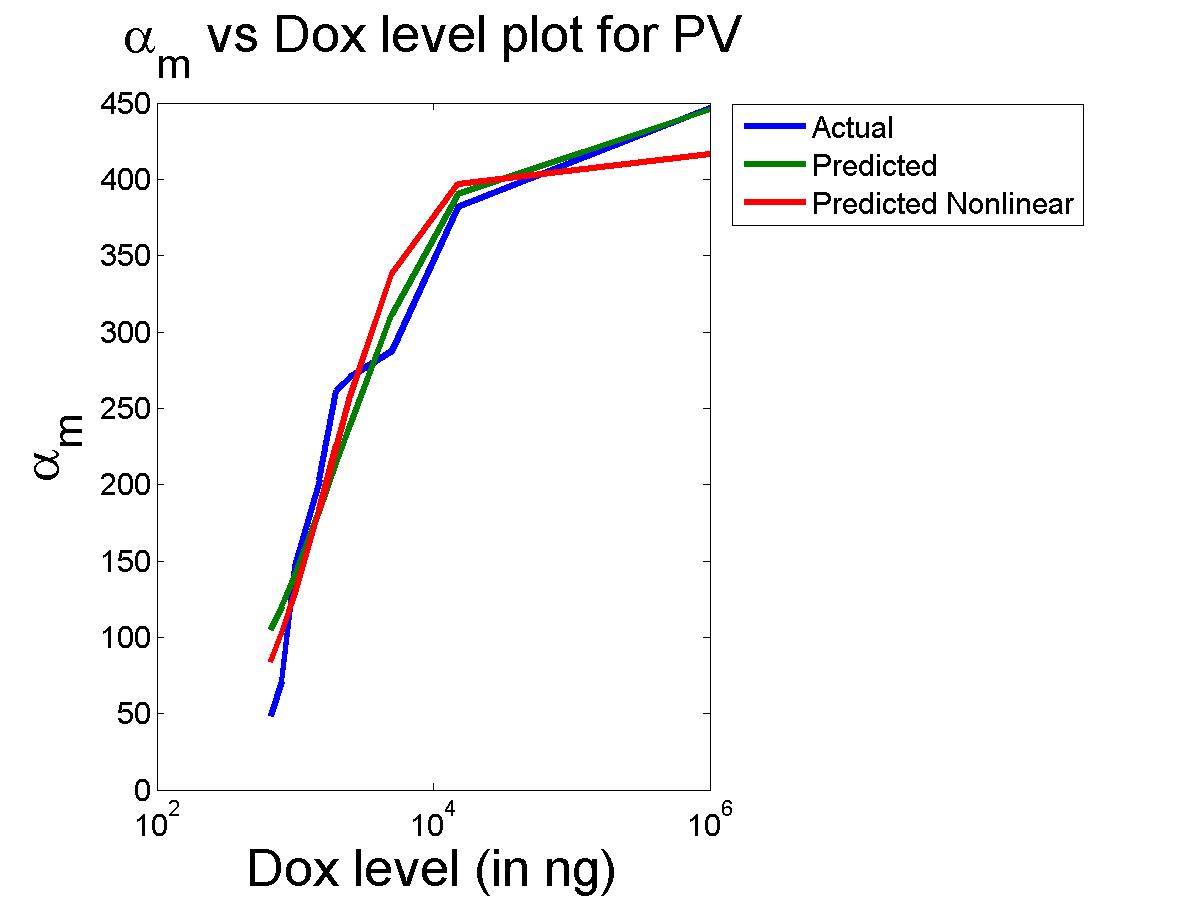 αm vs Dox level plot for PV
450
400
350
300
250
200
150
100
50
0
αm
10^2
10^4
10^6
Dox level (in ng)
Actual
Predicted
Predicted Nonlinear